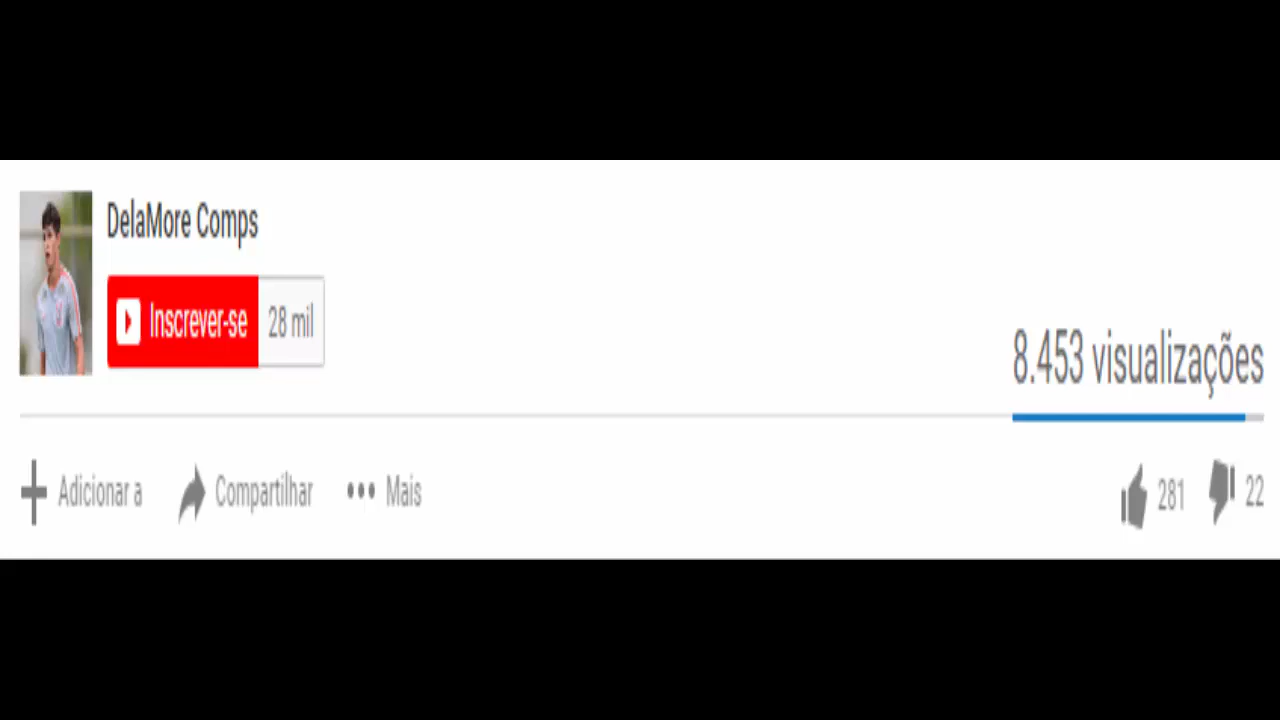 DelaMore Comps
Inscrever-se 28 mil
8.453 visualizações
Adicionar a Compartilhar Mais 281 22